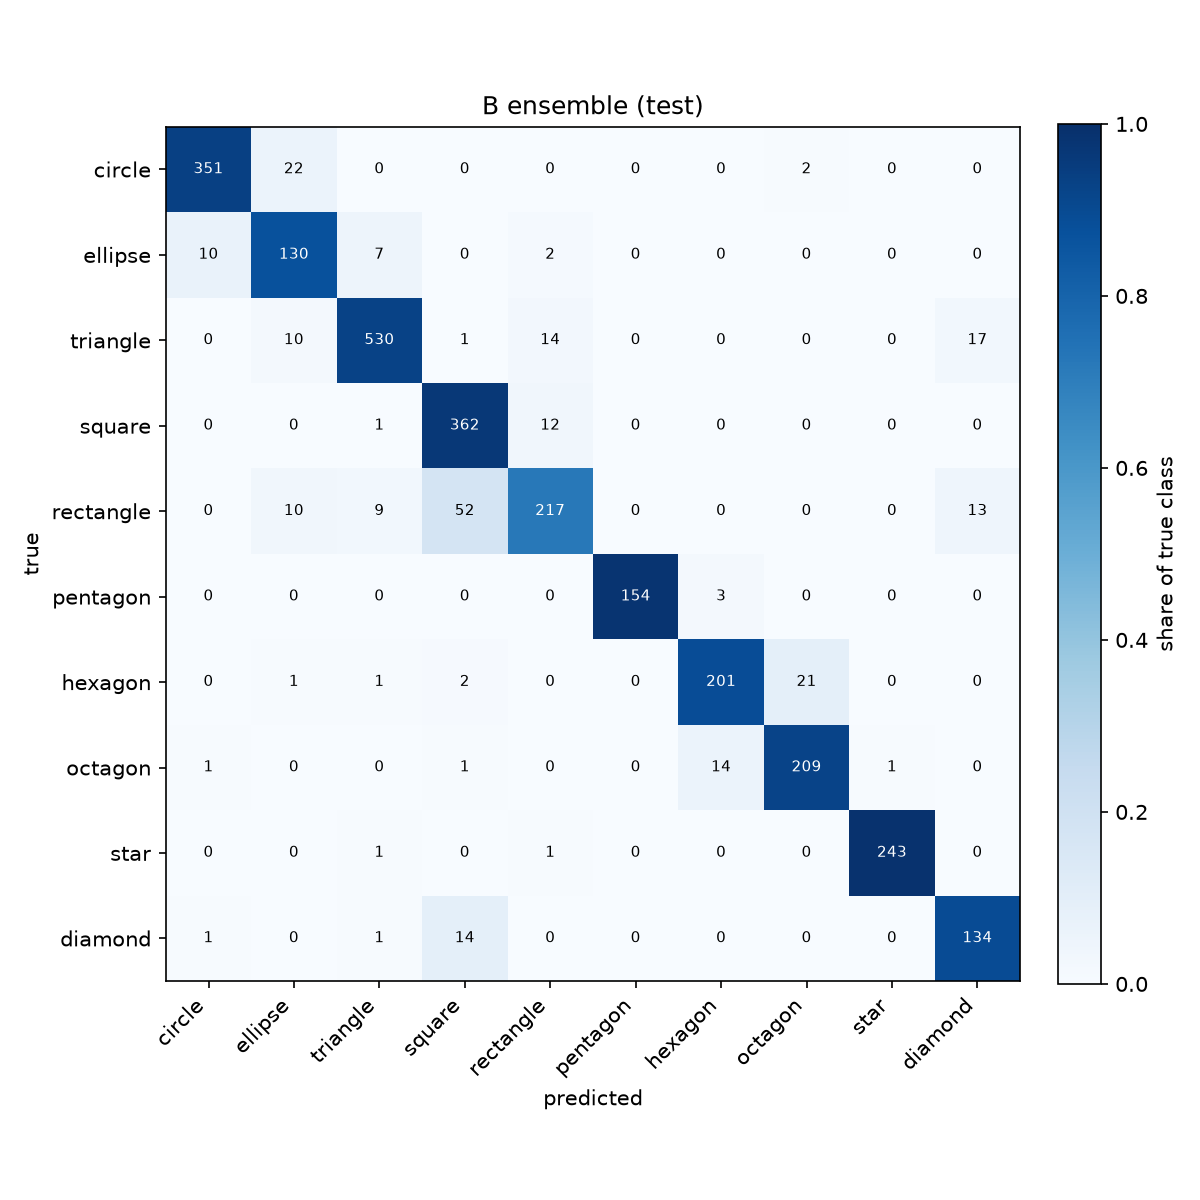 B ensemble (test)
circle 351 22 0 0 0 0 0 2 0 0
ellipse 10 130 7 0 2 0 0 0 0 0
triangle 0 10 530 1 14 0 0 0 0 17
square 0 0 1 362 12 0 0 0 0 0
rectangle 0 10 9 52 217 0 0 0 0 13
pentagon 0 0 0 0 0 154 3 0 0 0
hexagon 0 1 1 2 0 0 201 21 0 0
octagon 1 0 0 1 0 0 14 209 1 0
star 0 0 1 0 1 0 0 0 243 0
diamond 1 0 1 14 0 0 0 0 0 134
circle ellipse triangle square rectangle pentagon hexagon octagon star diamond
predicted
true
1.0
0.8
0.6
0.4
0.2
0.0
share of true class